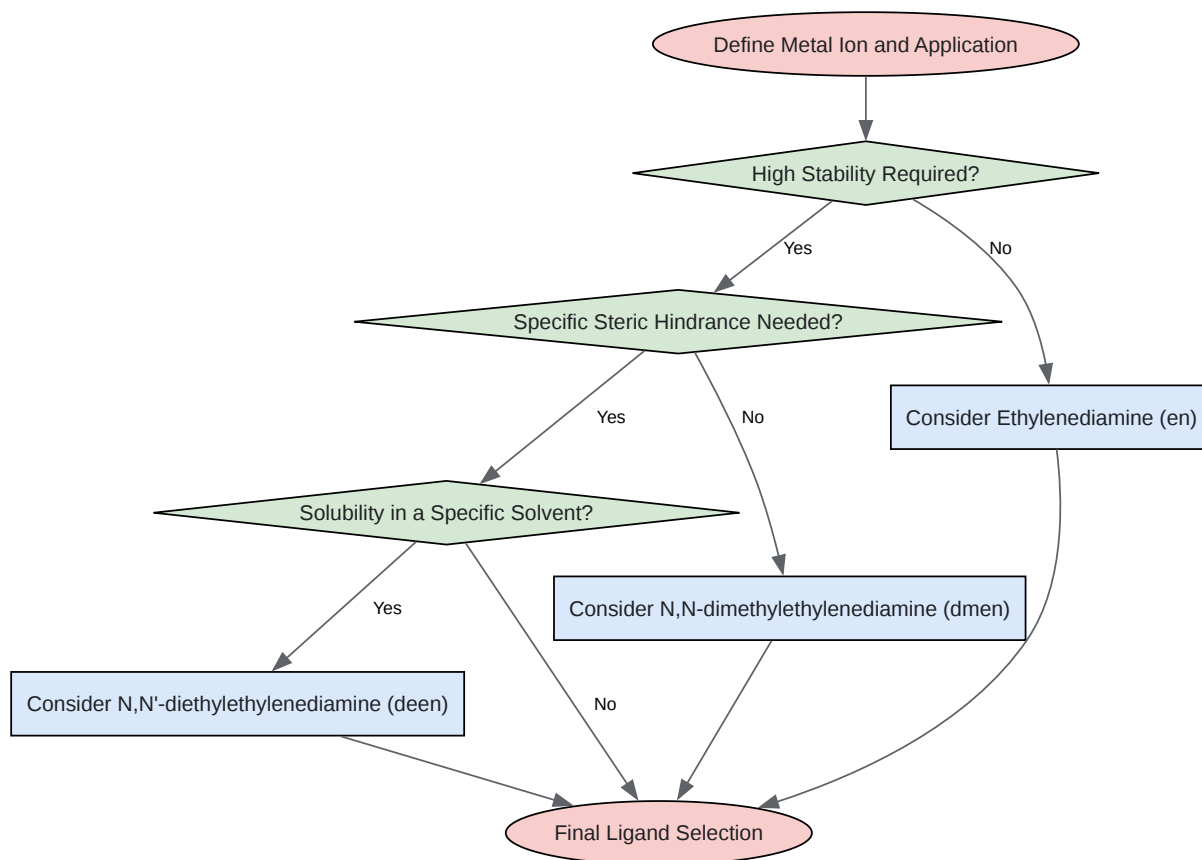 Define Metal Ion and Application
High Stability Required?
Yes
No
Specific Steric Hindrance Needed?
Yes
No
Consider Ethylenediamine (en)
Solubility in a Specific Solvent?
Yes
Consider N,N-dimethylethylenediamine (dmen)
Consider N,N'-diethylethylenediamine (deen)
No
Final Ligand Selection